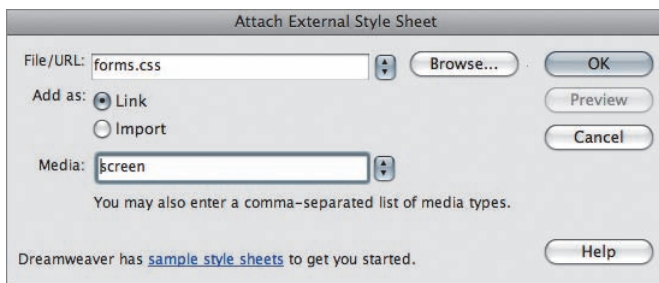 Attach External Style Sheet
File/URL: forms.css Browse... OK
Add as: Link Preview
Import Cancel
Media: screen
You may also enter a comma-separated list of media types.
Dreamweaver has sample style sheets to get you started. Help